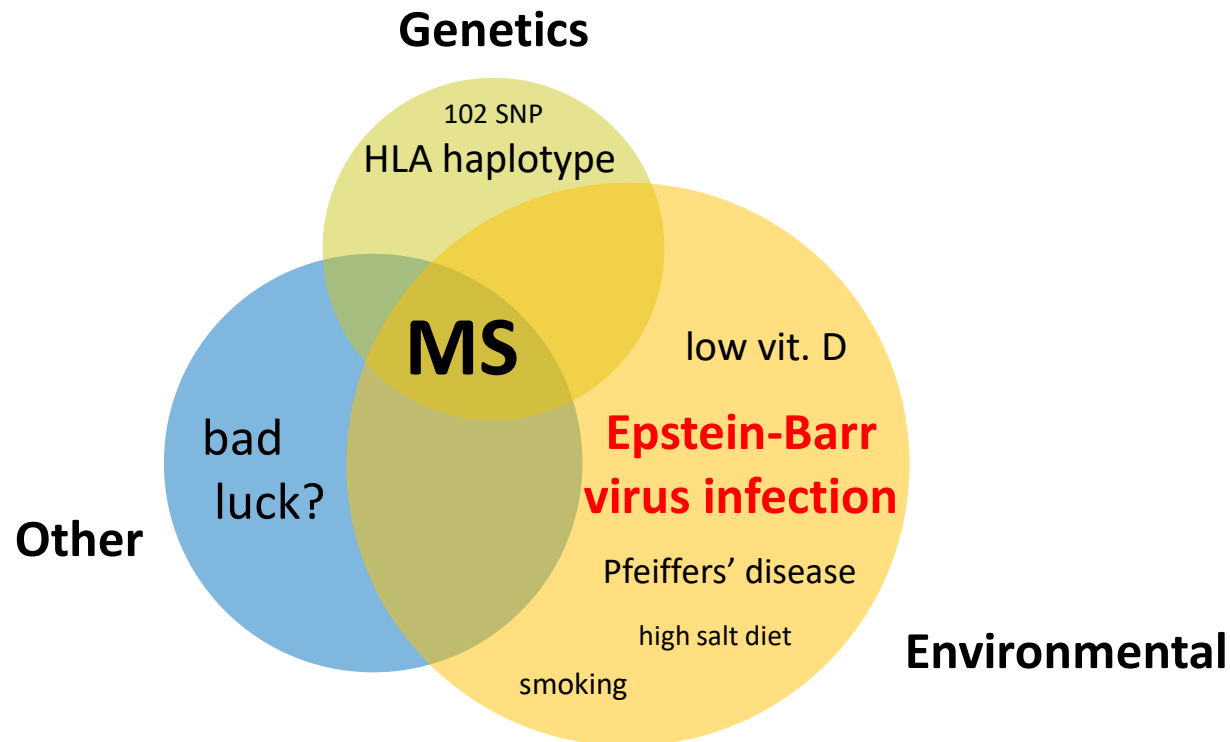 Genetics
102 SNP
HLA haplotype
MS
low vit. D
bad
luck?
Epstein-Barr
virus infection
Other
Pfeiffers’ disease
high salt diet
Environmental
smoking